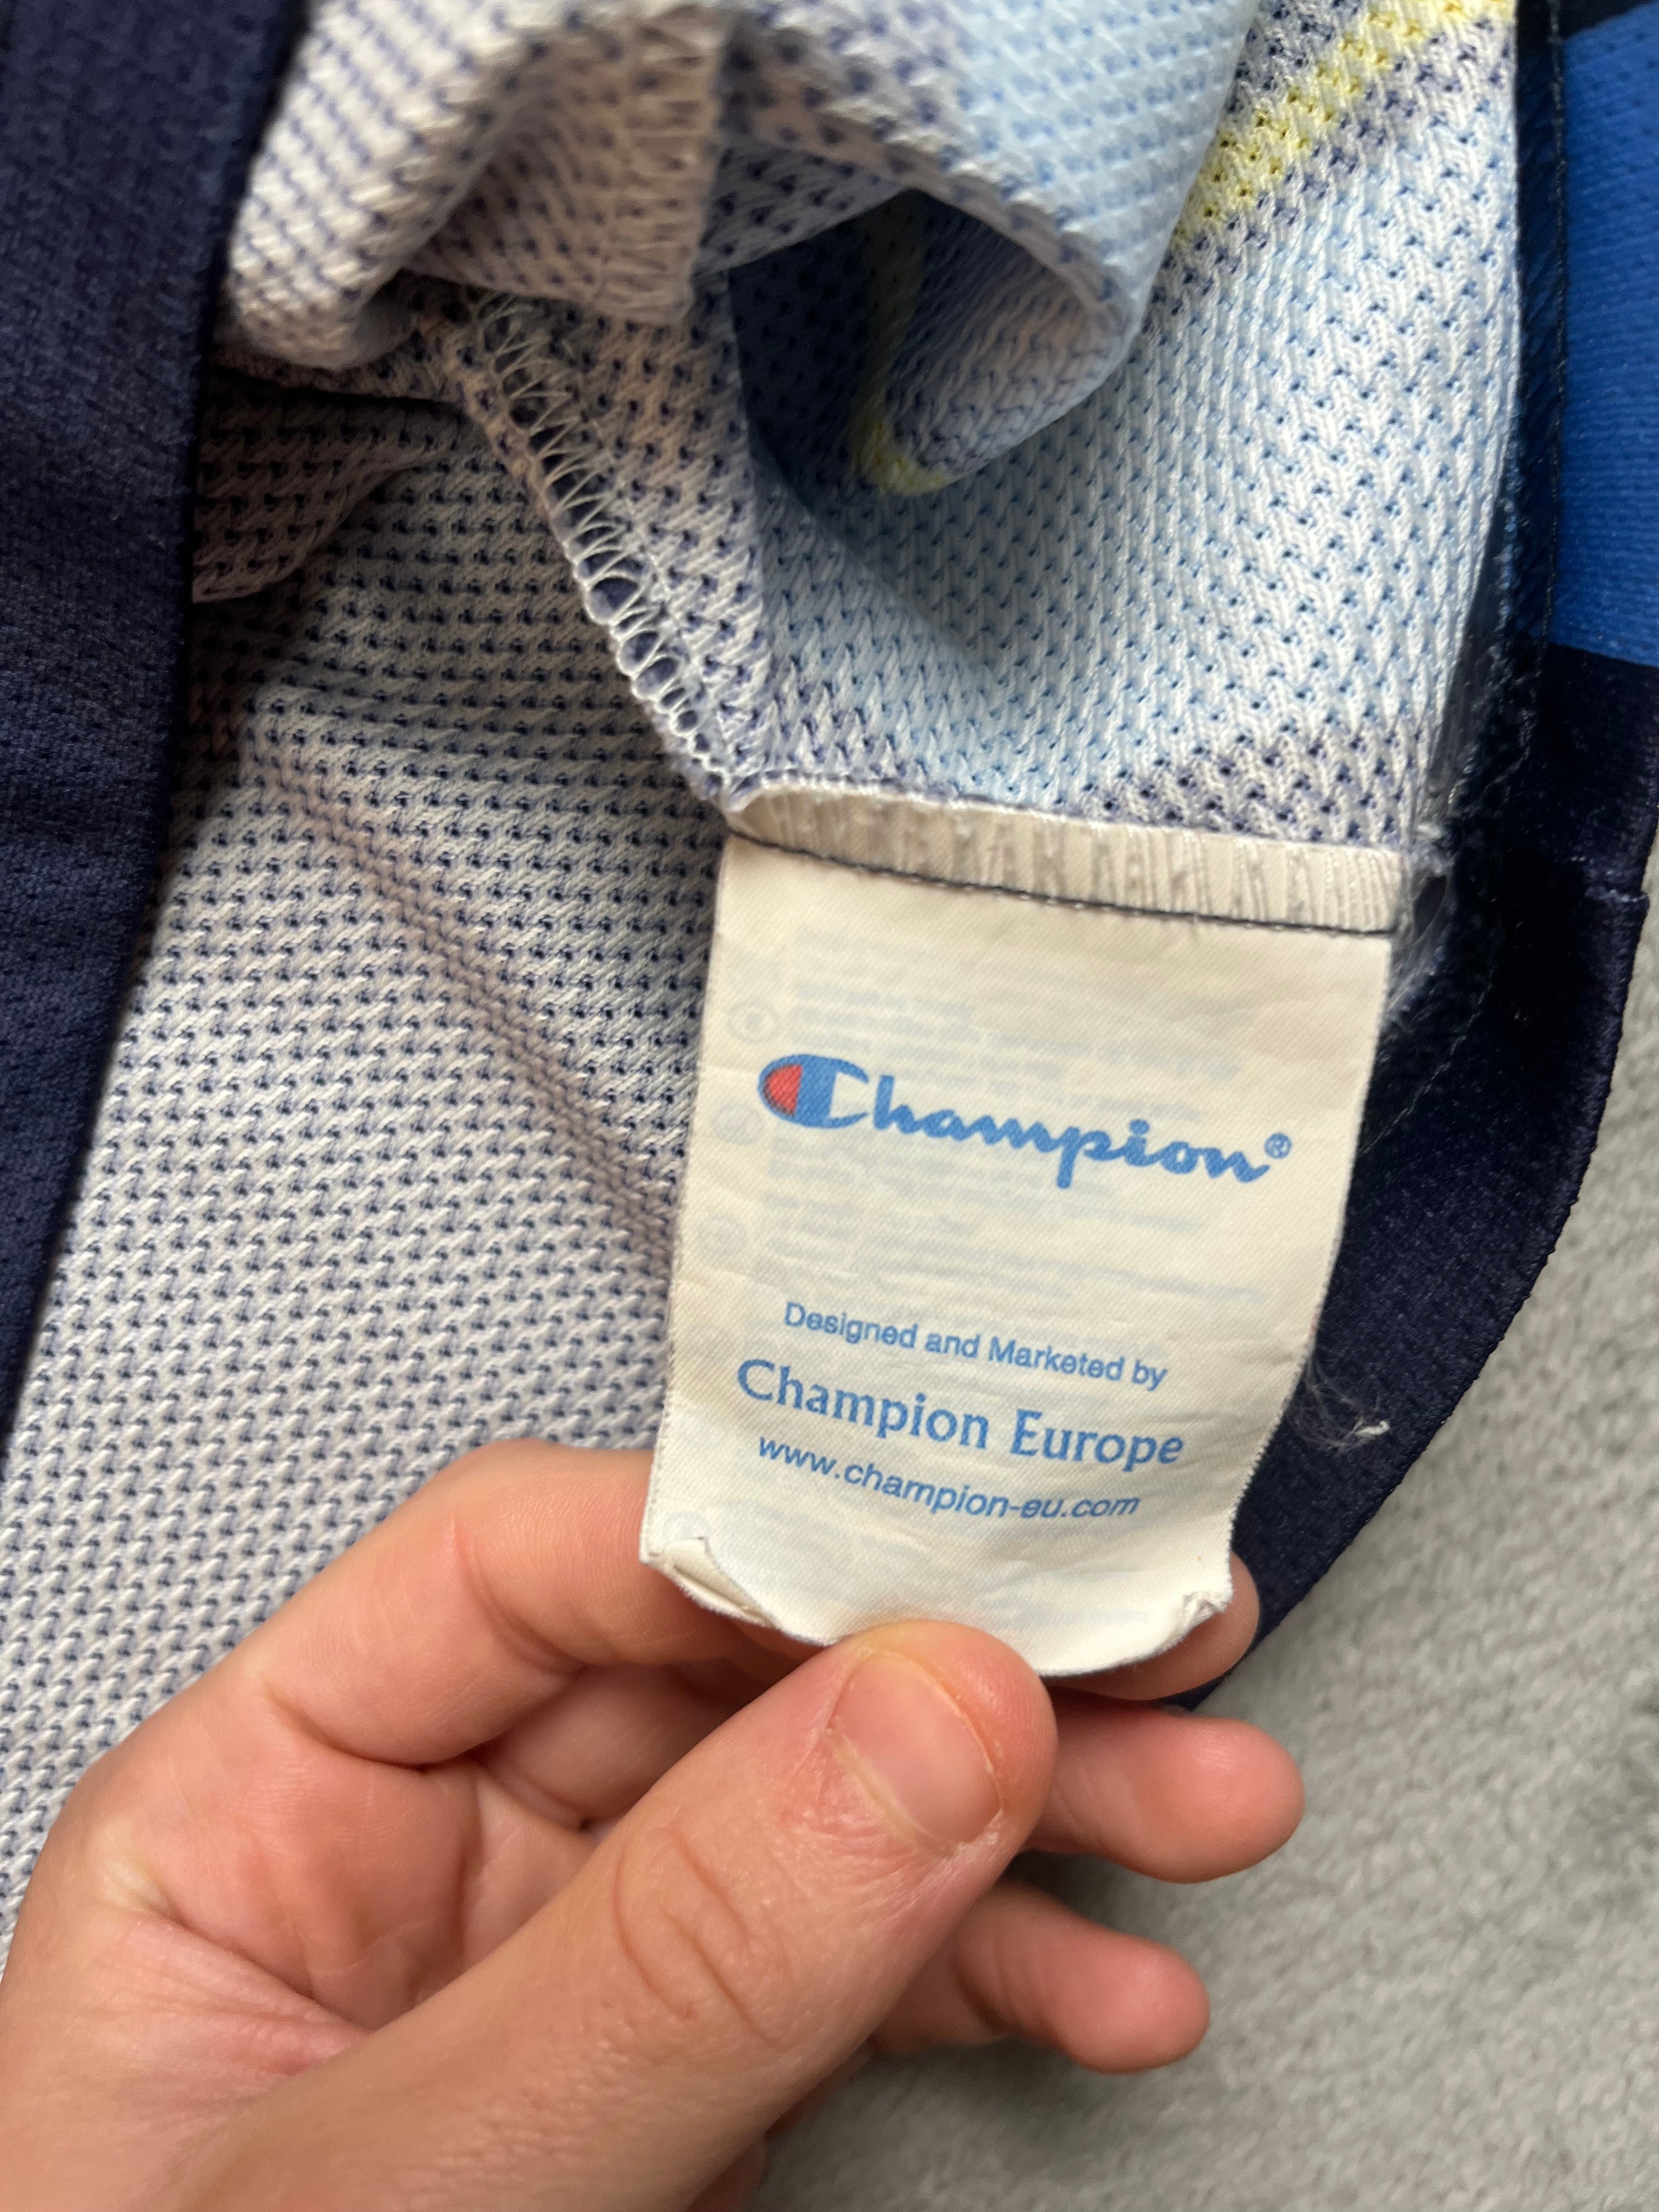 Champion®
Designed and Marketed by
Champion Europe
www.champion-eu.com